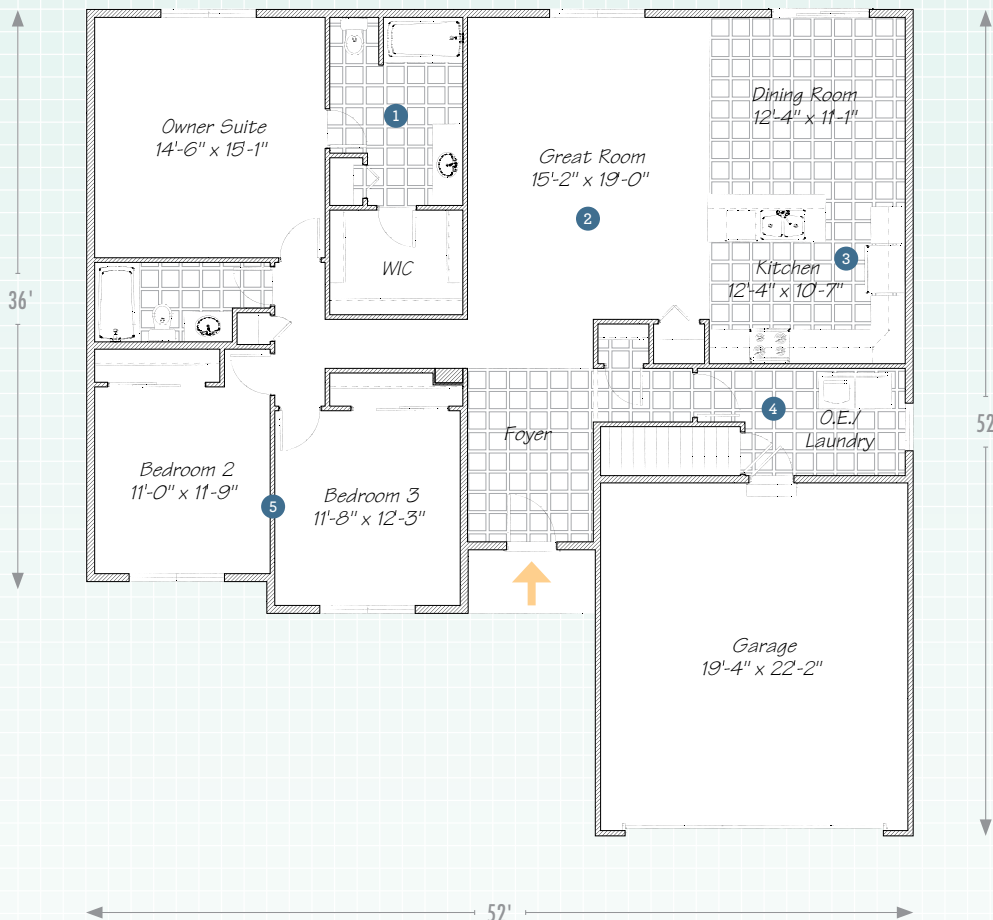 Owner Suite
14'-6" x 15'-1"
1
Great Room
15'-2" x 19'-0"
2
Dining Room
12'-4" x 11'-1"
3
Kitchen
12'-4" x 10'-7"
WIC
36'
4
O.E./
Laundry
52
Foyer
Bedroom 2
11'-0" x 11'-9"
5
Bedroom 3
11'-8" x 12'-3"
Garage
19'-4" x 22'-2"
52'